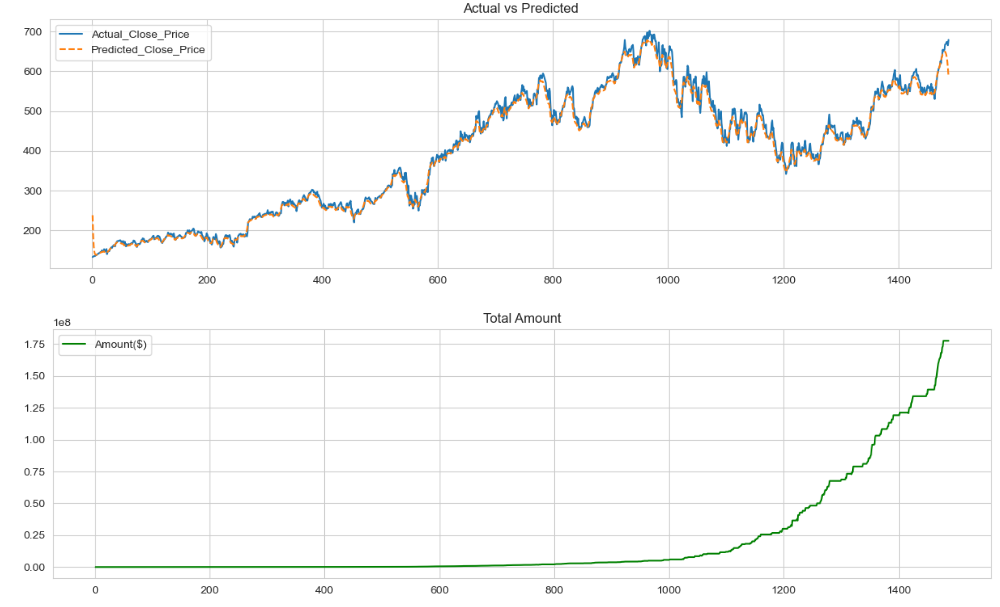 Actual vs Predicted
700
600
500
400
300
200
Actual_Close_Price
Predicted_Close_Price
0 200 400 600 800 1000 1200 1400
Total Amount
1e8
1.75
1.50
1.25
1.00
0.75
0.50
0.25
0.00
Amount($)
0 200 400 600 800 1000 1200 1400